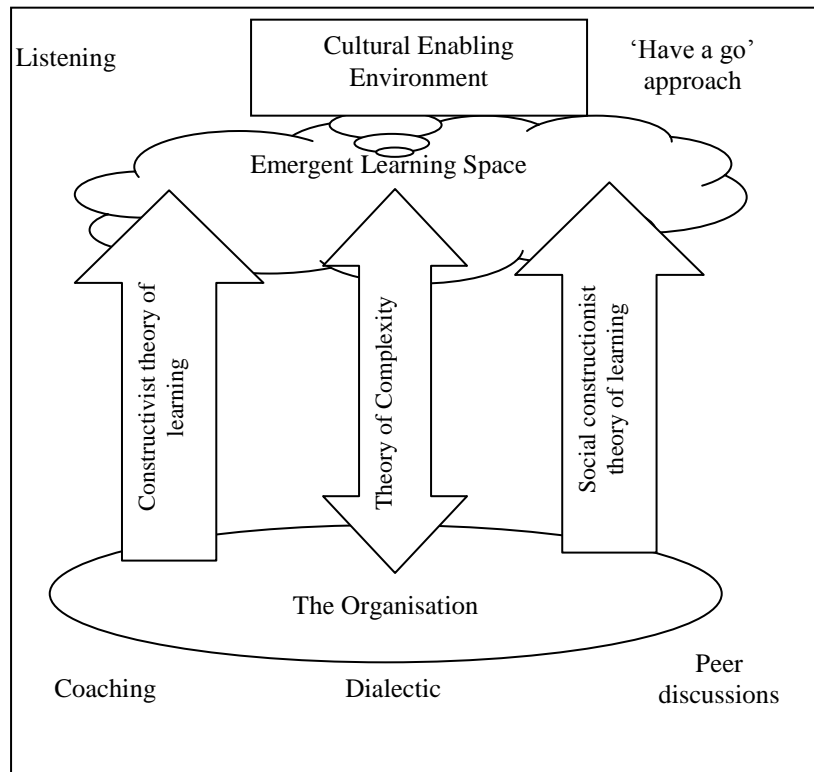 Listening
Cultural Enabling
Environment
‘Have a go’
approach
Emergent Learning Space
Constructivist theory of
learning
Theory of Complexity
Social constructionist
theory of learning
The Organisation
Coaching
Dialectic
Peer
discussions